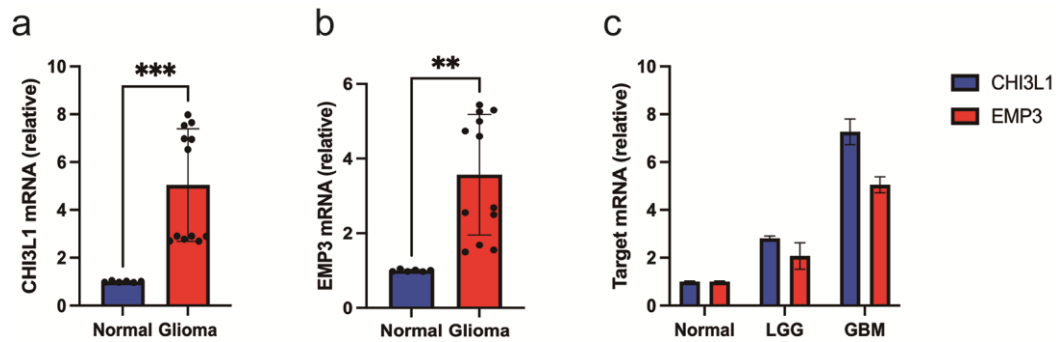 a
CHI3L1 mRNA (relative)
10
8
6
4
2
0
***
Normal Glioma
b
EMP3 mRNA (relative)
6
4
2
0
**
Normal Glioma
c
Target mRNA (relative)
10
8
6
4
2
0
Normal LGG GBM
CHI3L1
EMP3